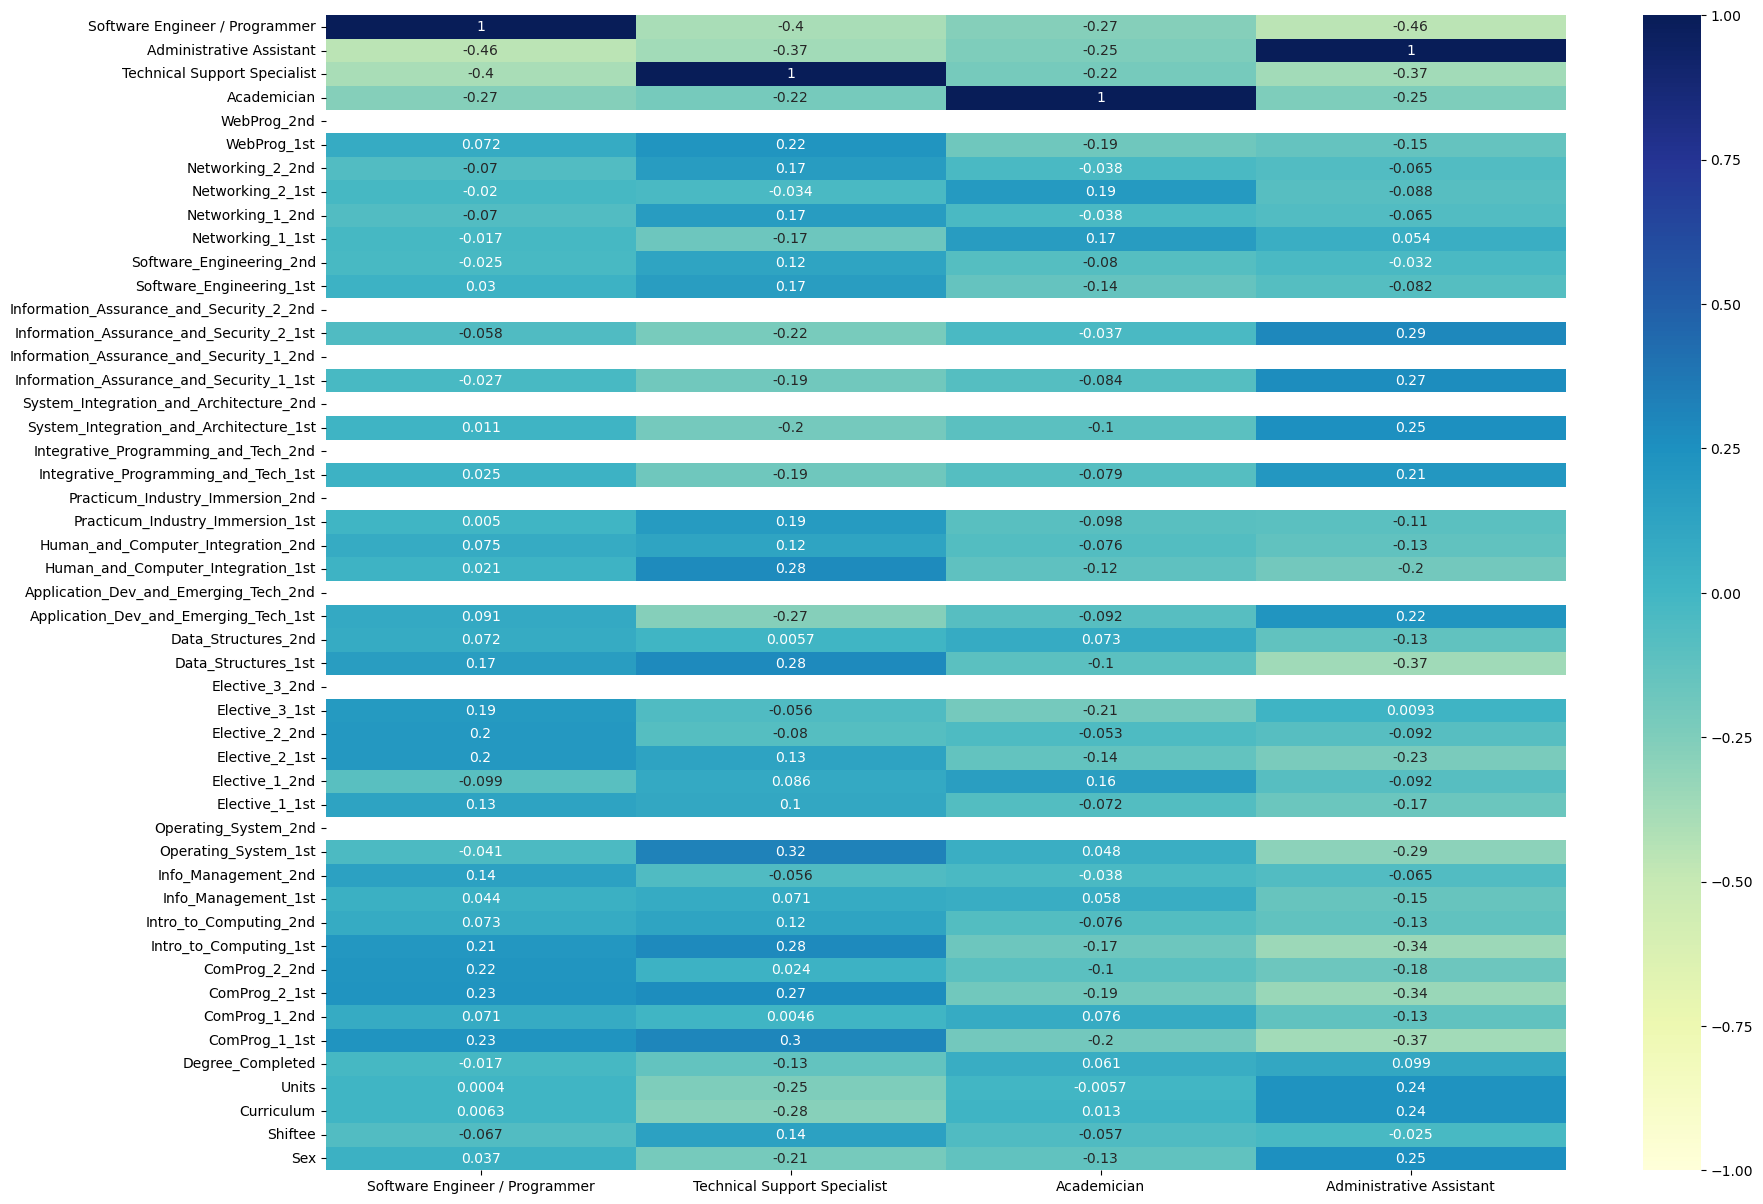 Software Engineer / Programmer 1 -0.4 -0.27 -0.46
Administrative Assistant -0.46 -0.37 -0.25 1
Technical Support Specialist -0.4 1 -0.22 -0.37
Academician -0.27 -0.22 1 -0.25
WebProg_2nd
WebProg_1st 0.072 0.22 -0.19 -0.15
Networking_2_2nd -0.07 0.17 -0.038 -0.065
Networking_2_1st -0.02 -0.034 0.19 -0.088
Networking_1_2nd -0.07 0.17 -0.038 -0.065
Networking_1_1st -0.017 -0.17 0.17 0.054
Software_Engineering_2nd -0.025 0.12 -0.08 -0.032
Software_Engineering_1st 0.03 0.17 -0.14 -0.082
Information_Assurance_and_Security_2_2nd
Information_Assurance_and_Security_2_1st -0.058 -0.22 -0.037 0.29
Information_Assurance_and_Security_1_2nd
Information_Assurance_and_Security_1_1st -0.027 -0.19 -0.084 0.27
System_Integration_and_Architecture_2nd
System_Integration_and_Architecture_1st 0.011 -0.2 -0.1 0.25
Integrative_Programming_and_Tech_2nd
Integrative_Programming_and_Tech_1st 0.025 -0.19 -0.079 0.21
Practicum_Industry_Immersion_2nd
Practicum_Industry_Immersion_1st 0.005 0.19 -0.098 -0.11
Human_and_Computer_Integration_2nd 0.075 0.12 -0.076 -0.13
Human_and_Computer_Integration_1st 0.021 0.28 -0.12 -0.2
Application_Dev_and_Emerging_Tech_2nd
Application_Dev_and_Emerging_Tech_1st 0.091 -0.27 -0.092 0.22
Data_Structures_2nd 0.072 0.0057 0.073 -0.13
Data_Structures_1st 0.17 0.28 -0.1 -0.37
Elective_3_2nd
Elective_3_1st 0.19 -0.056 -0.21 0.0093
Elective_2_2nd 0.2 -0.08 -0.053 -0.092
Elective_2_1st 0.2 0.13 -0.14 -0.23
Elective_1_2nd -0.099 0.086 0.16 -0.092
Elective_1_1st 0.13 0.1 -0.072 -0.17
Operating_System_2nd
Operating_System_1st -0.041 0.32 0.048 -0.29
Info_Management_2nd 0.14 -0.056 -0.038 -0.065
Info_Management_1st 0.044 0.071 0.058 -0.15
Intro_to_Computing_2nd 0.073 0.12 -0.076 -0.13
Intro_to_Computing_1st 0.21 0.28 -0.17 -0.34
ComProg_2_2nd 0.22 0.024 -0.1 -0.18
ComProg_2_1st 0.23 0.27 -0.19 -0.34
ComProg_1_2nd 0.071 0.0046 0.076 -0.13
ComProg_1_1st 0.23 0.3 -0.2 -0.37
Degree_Completed -0.017 -0.13 0.061 0.099
Units 0.0004 -0.25 -0.0057 0.24
Curriculum 0.0063 -0.28 0.013 0.24
Shiftee -0.067 0.14 -0.057 -0.025
Sex 0.037 -0.21 -0.13 0.25
Software Engineer / Programmer Technical Support Specialist Academician Administrative Assistant
1.00
0.75
0.50
0.25
0.00
−0.25
−0.50
−0.75
−1.00